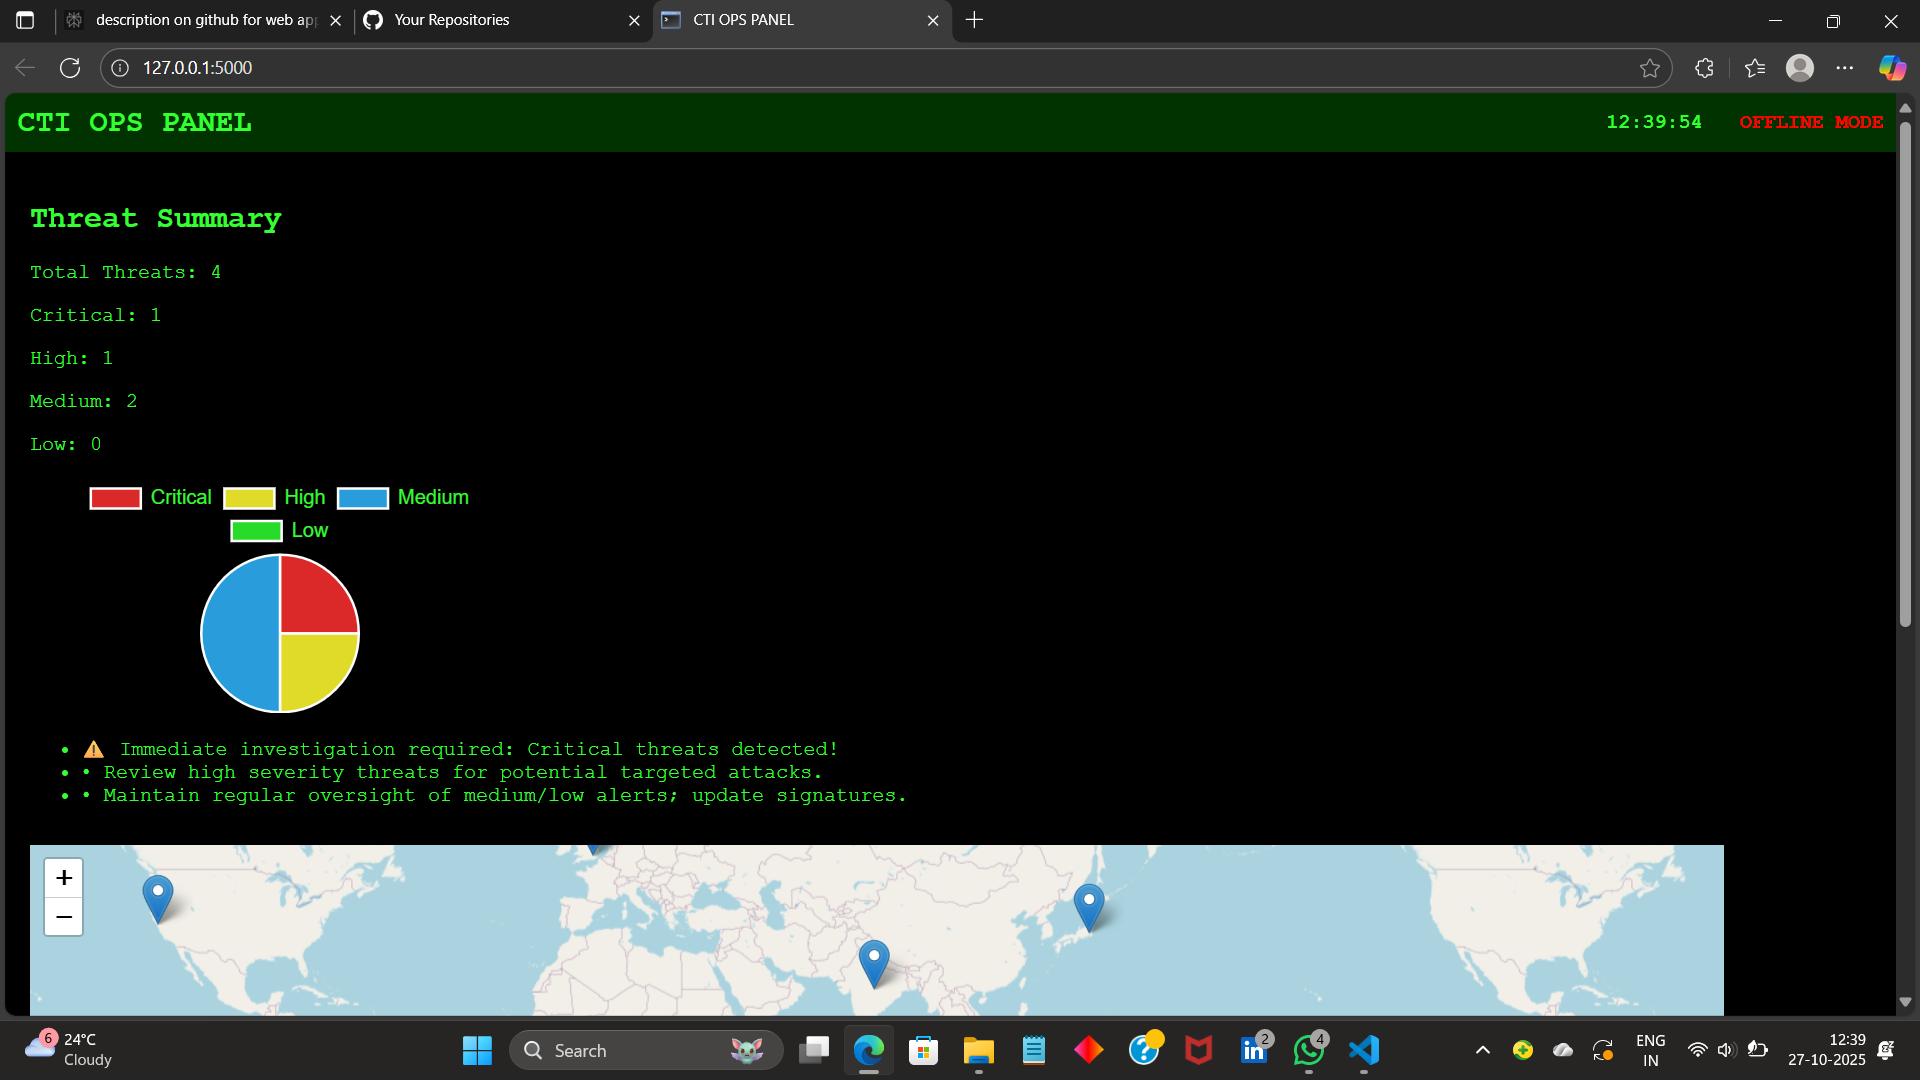 description on github for web app
Your Repositories
CTI OPS PANEL
127.0.0.1:5000
CTI OPS PANEL
12:39:54 OFFLINE MODE
Threat Summary
Total Threats: 4
Critical: 1
High: 1
Medium: 2
Low: 0
Critical High Medium
Low
• ⚠ Immediate investigation required: Critical threats detected!
• • Review high severity threats for potential targeted attacks.
• • Maintain regular oversight of medium/low alerts; update signatures.
+
−
6
24°C
Cloudy
Search
in
2
4
ENG
IN
12:39
27-10-2025